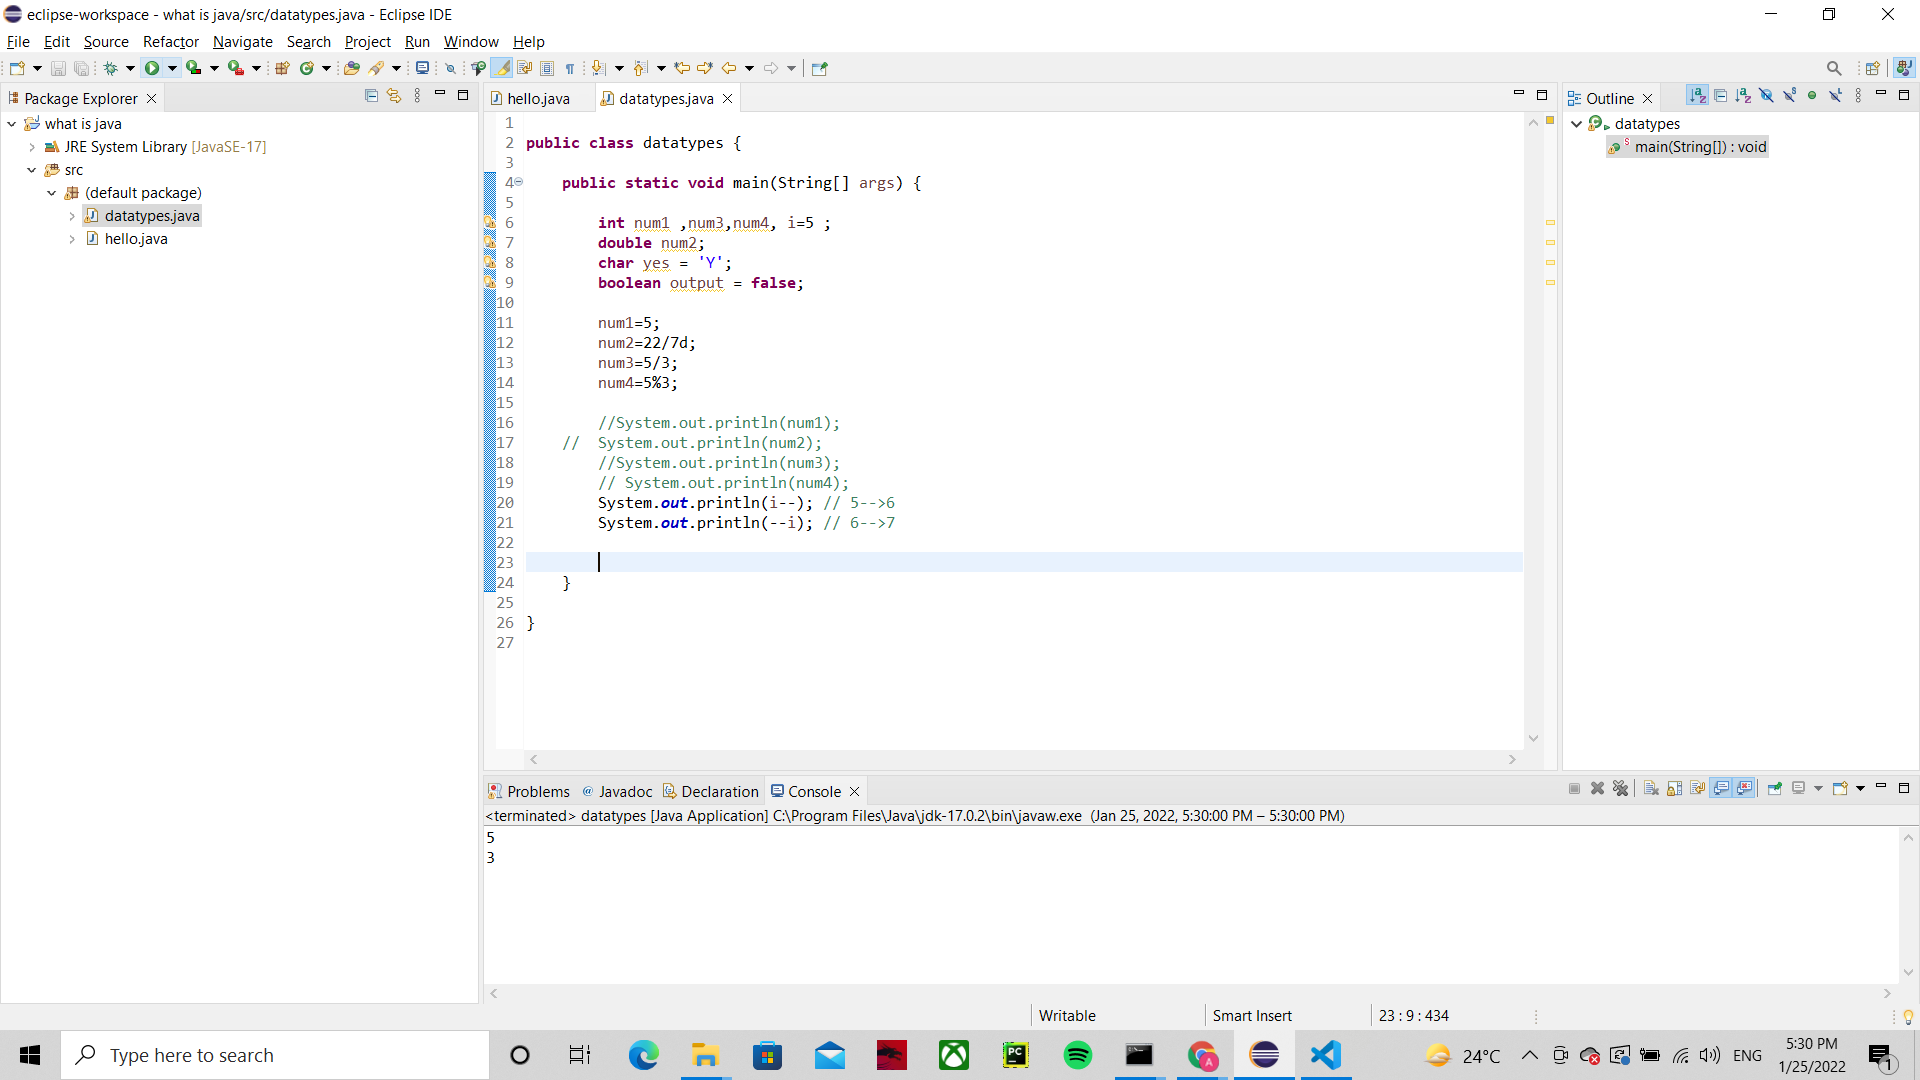 eclipse-workspace - what is java/src/datatypes.java - Eclipse IDE
File Edit Source Refactor Navigate Search Project Run Window Help
Package Explorer
what is java
JRE System Library [JavaSE-17]
src
(default package)
datatypes.java
hello.java
hello.java datatypes.java
1
2 public class datatypes {
3
4 public static void main(String[] args) {
5
6 int num1 ,num3,num4, i=5 ;
7 double num2;
8 char yes = 'Y';
9 boolean output = false;
10
11 num1=5;
12 num2=22/7d;
13 num3=5/3;
14 num4=5%3;
15
16 //System.out.println(num1);
17 // System.out.println(num2);
18 //System.out.println(num3);
19 // System.out.println(num4);
20 System.out.println(i--); // 5-->6
21 System.out.println(--i); // 6-->7
22
23
24 }
25
26 }
27
Outline
datatypes
main(String[]) : void
Problems @ Javadoc Declaration Console
<terminated> datatypes [Java Application] C:\Program Files\Java\jdk-17.0.2\bin\javaw.exe (Jan 25, 2022, 5:30:00 PM – 5:30:00 PM)
5
3
Writable Smart Insert 23 : 9 : 434
Type here to search
PC
A
24°C
ENG
5:30 PM
1/25/2022
1